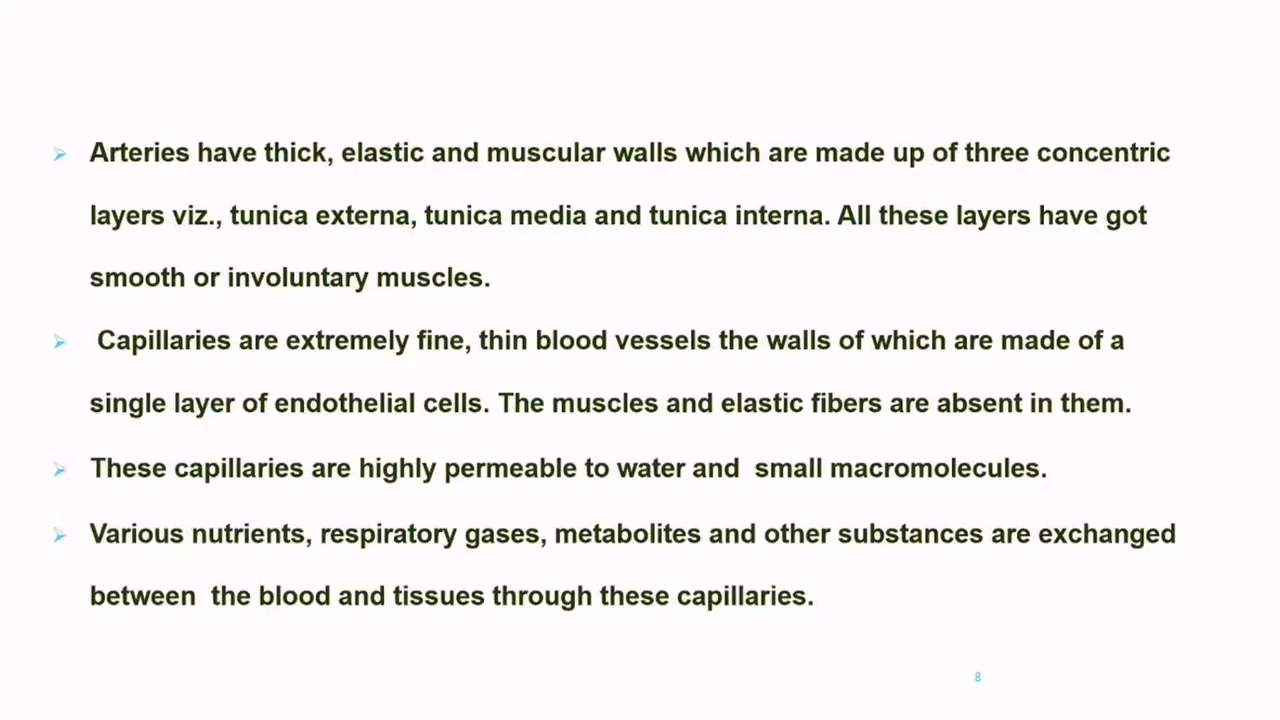 Arteries have thick, elastic and muscular walls which are made up of three concentric
layers viz., tunica externa, tunica media and tunica interna. All these layers have got
smooth or involuntary muscles.
Capillaries are extremely fine, thin blood vessels the walls of which are made of a
single layer of endothelial cells. The muscles and elastic fibers are absent in them.
These capillaries are highly permeable to water and  small macromolecules.
Various nutrients, respiratory gases, metabolites and other substances are exchanged
between  the blood and tissues through these capillaries.
8